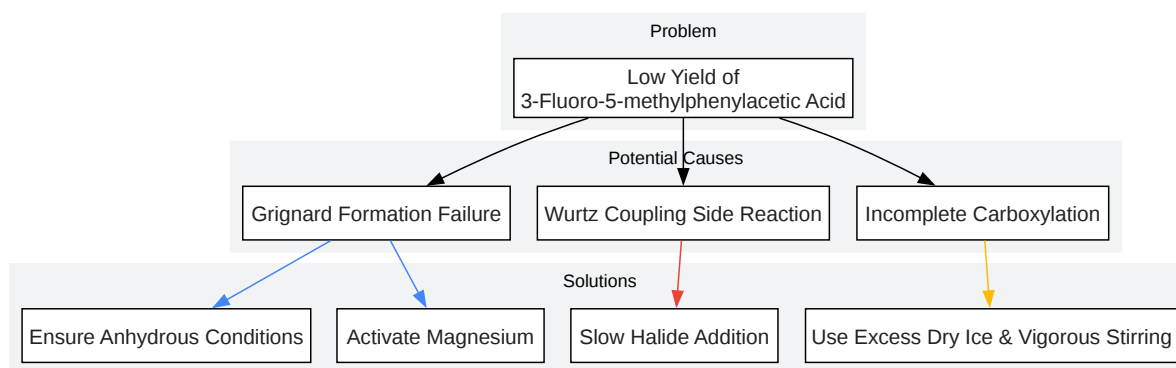 Problem
Low Yield of
3-Fluoro-5-methylphenylacetic Acid
Potential Causes
Grignard Formation Failure
Wurtz Coupling Side Reaction
Incomplete Carboxylation
Solutions
Ensure Anhydrous Conditions
Activate Magnesium
Slow Halide Addition
Use Excess Dry Ice & Vigorous Stirring